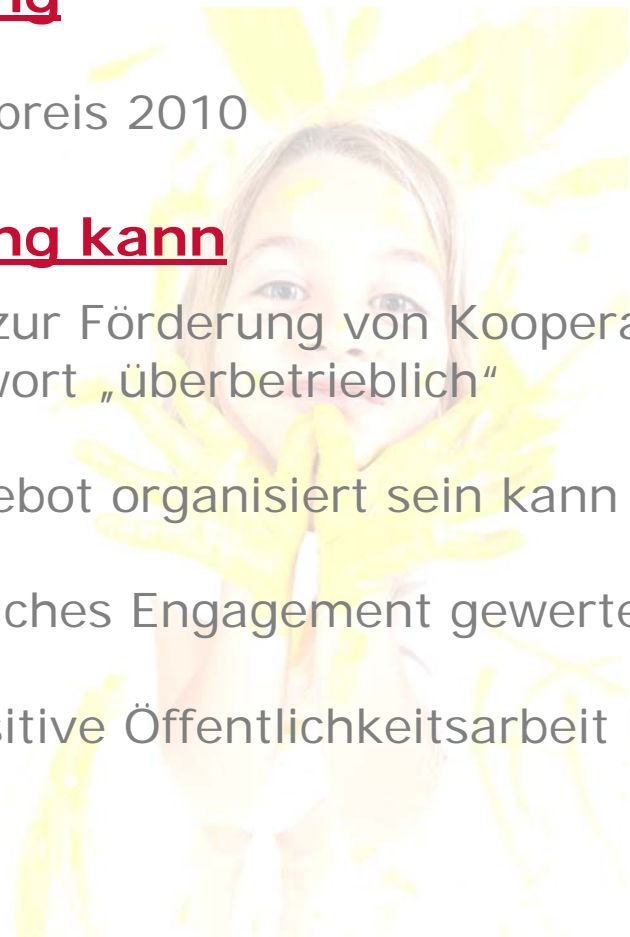 ng
preis 2010
ng kann
zur Förderung von Koopera
wort „überbetrieblich“
ebot organisiert sein kann
iches Engagement gewerte
sitive Öffentlichkeitsarbeit